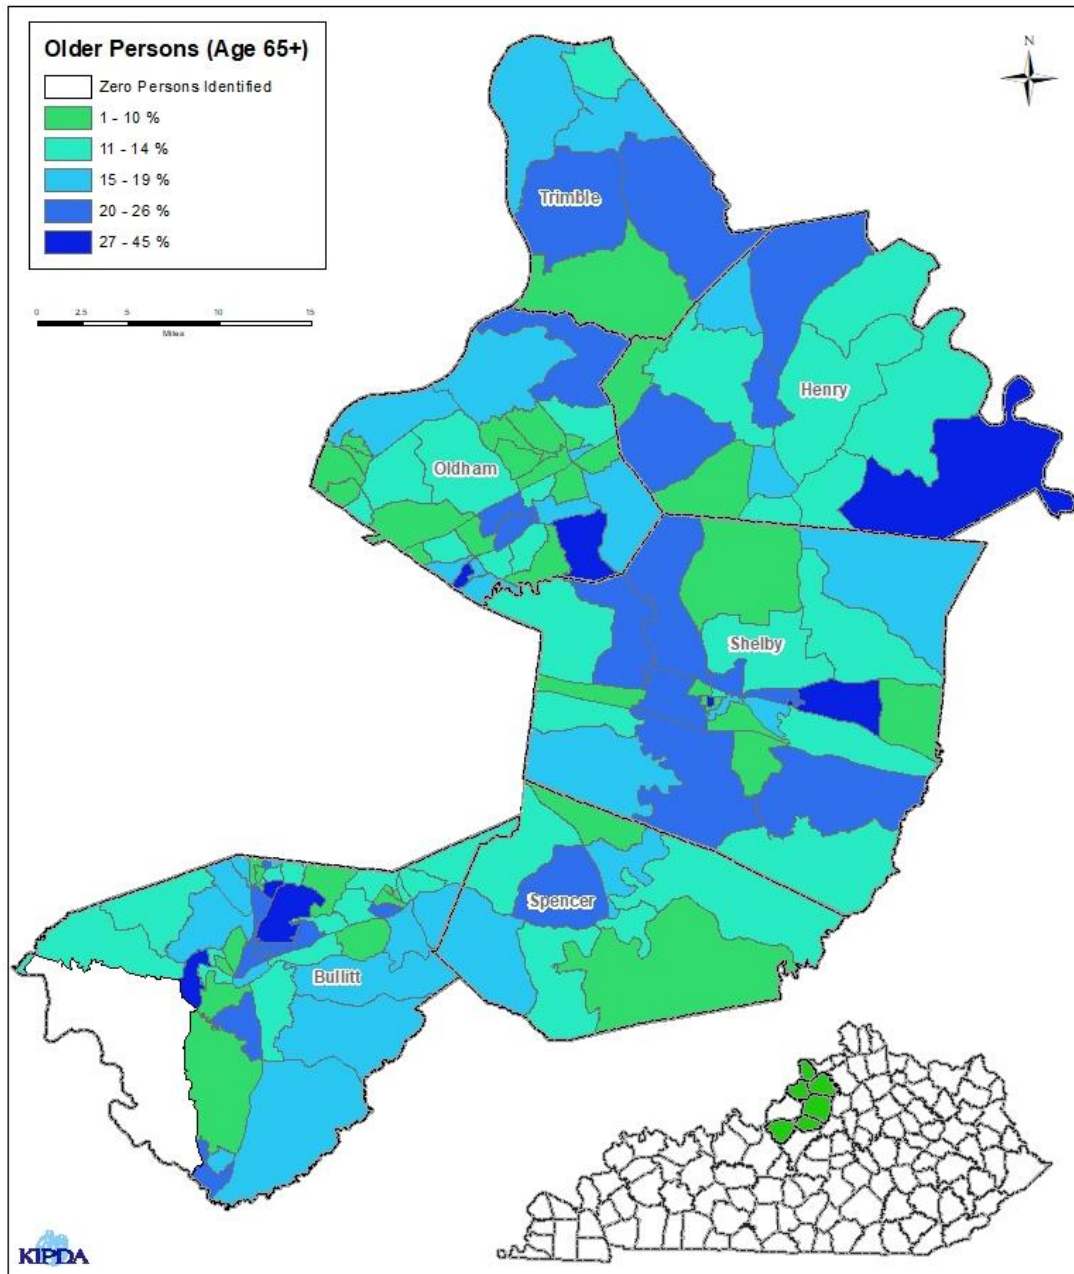 Older Persons (Age 65+)
Zero Persons Identified
1 - 10 %
11 - 14 %
15 - 19 %
20 - 26 %
27 - 45 %
0 2.5 5 10 15
Miles
N
Trimble
Henry
Oldham
Shelby
Spencer
Bullitt
KIPDA